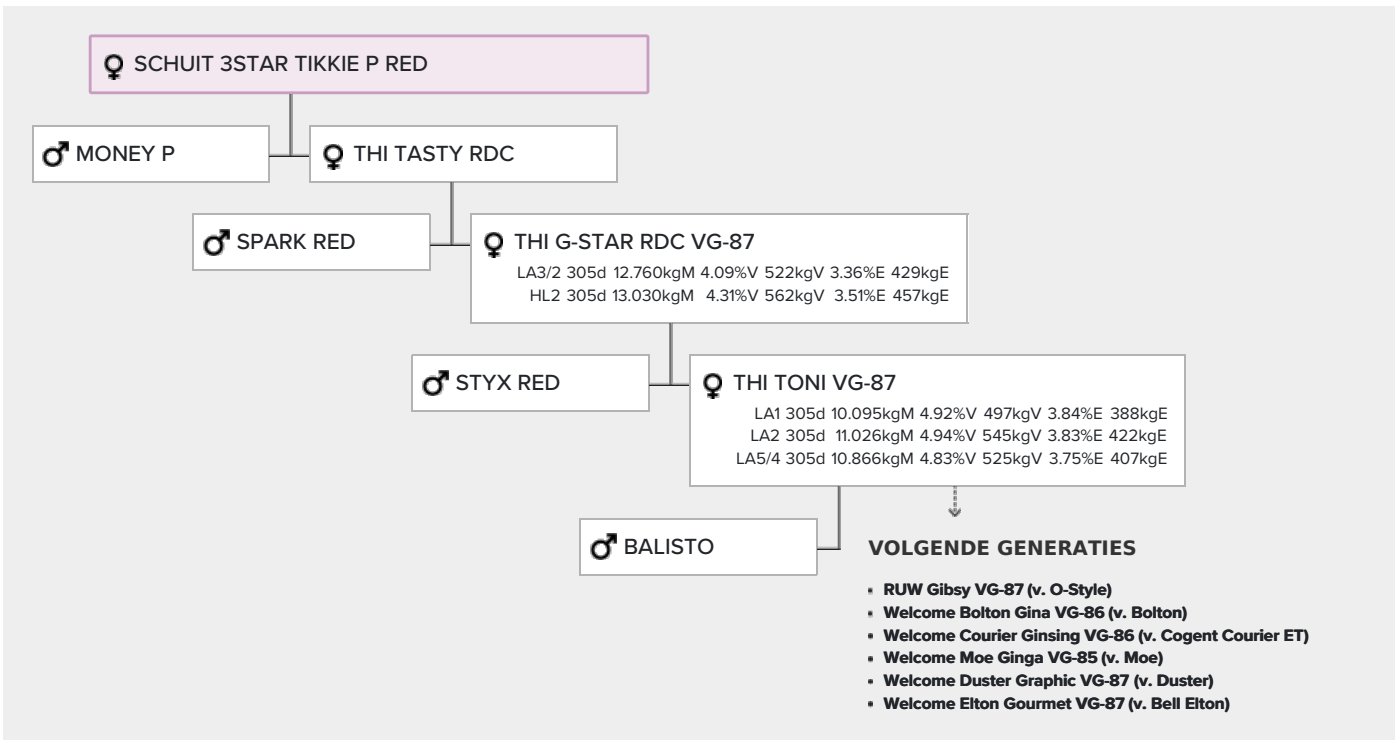 SCHUIT 3STAR TIKKIE P RED
MONEY P
THI TASTY RDC
SPARK RED
THI G-STAR RDC VG-87
LA3/2 305d 12.760kgM 4.09%V 522kgV 3.36%E 429kgE
HL2 305d 13.030kgM 4.31%V 562kgV 3.51%E 457kgE
STYX RED
THI TONI VG-87
LA1 305d 10.095kgM 4.92%V 497kgV 3.84%E 388kgE
LA2 305d 11.026kgM 4.94%V 545kgV 3.83%E 422kgE
LA5/4 305d 10.866kgM 4.83%V 525kgV 3.75%E 407kgE
BALISTO
VOLGENDE GENERATIES
RUW Gibsy VG-87 (v. O-Style)
Welcome Bolton Gina VG-86 (v. Bolton)
Welcome Courier Ginsing VG-86 (v. Cogent Courier ET)
Welcome Moe Ginga VG-85 (v. Moe)
Welcome Duster Graphic VG-87 (v. Duster)
Welcome Elton Gourmet VG-87 (v. Bell Elton)